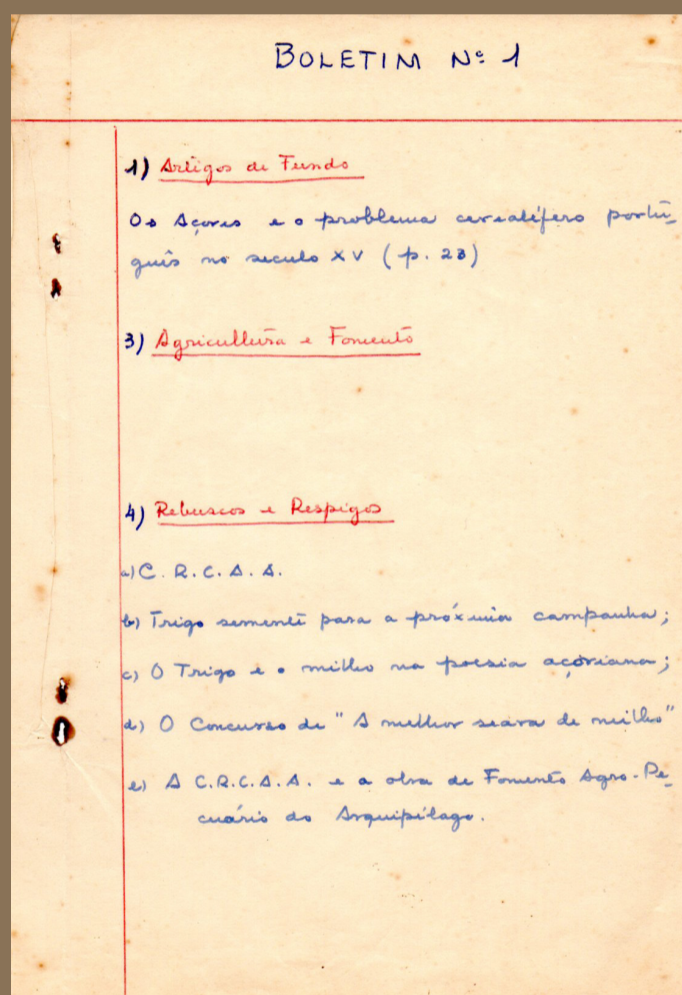 BOLETIM Nº 1
1) Artigos de Fundo
Os Açores e o problema cerealífero portu-
guês no seculo XV (p. 23)
3) Agricultura e Fomento
4) Rebuscos e Respigos
a) C. R. C. A. A.
b) Trigo semente para a próxima campanha;
c) O Trigo e o milho na poesia açoriana;
d) O Concurso de "A melhor seara de milho"
e) A C.R.C.A.A. e a obra de Fomento Agro-Pe-
cuário do Arquipélago.